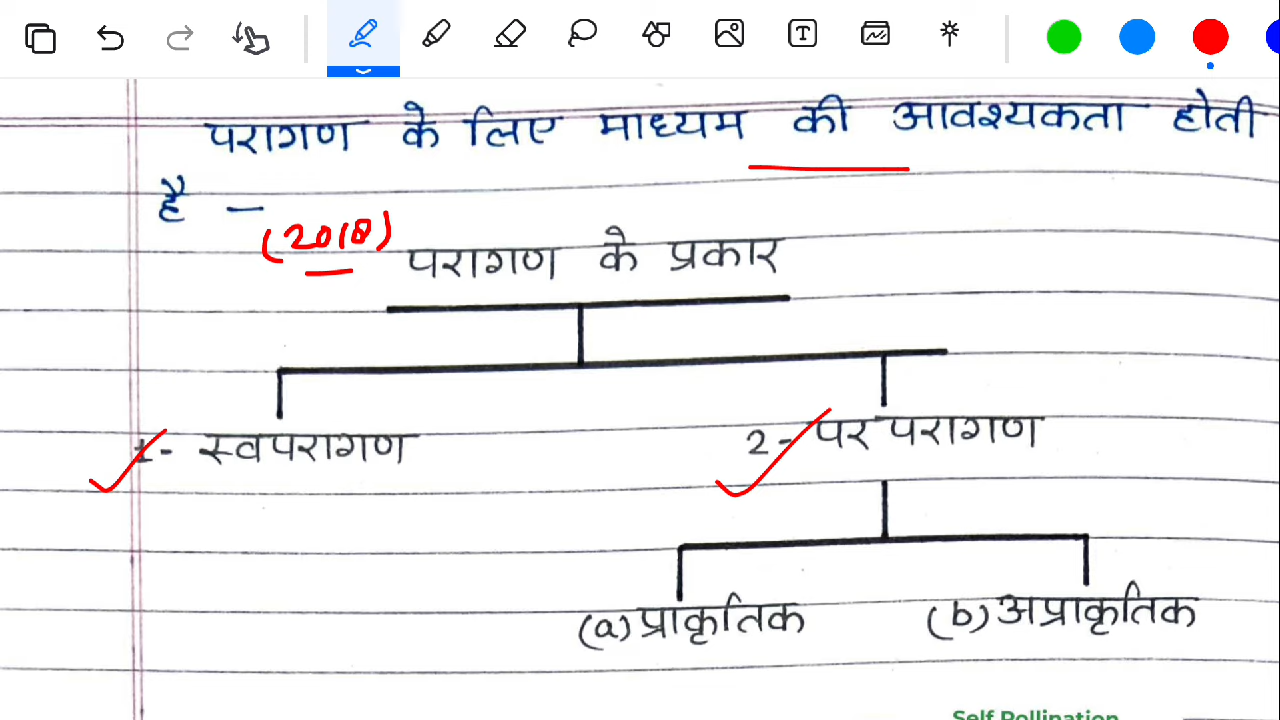 परागण के लिए माध्यम की आवश्यकता होती
है -
(2018)
परागण के प्रकार
1- स्वपरागण
2- पर परागण
(a) प्राकृतिक
(b) अप्राकृतिक
Self Pollination